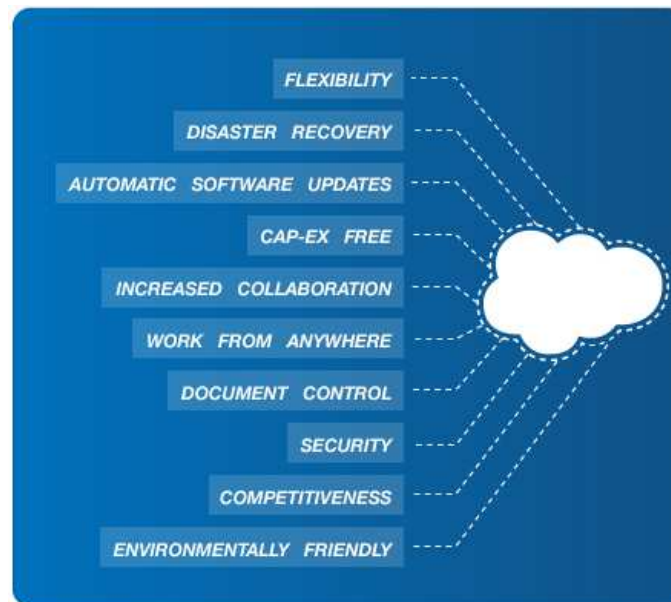 FLEXIBILITY
DISASTER RECOVERY
AUTOMATIC SOFTWARE UPDATES
CAP-EX FREE
INCREASED COLLABORATION
WORK FROM ANYWHERE
DOCUMENT CONTROL
SECURITY
COMPETITIVENESS
ENVIRONMENTALLY FRIENDLY